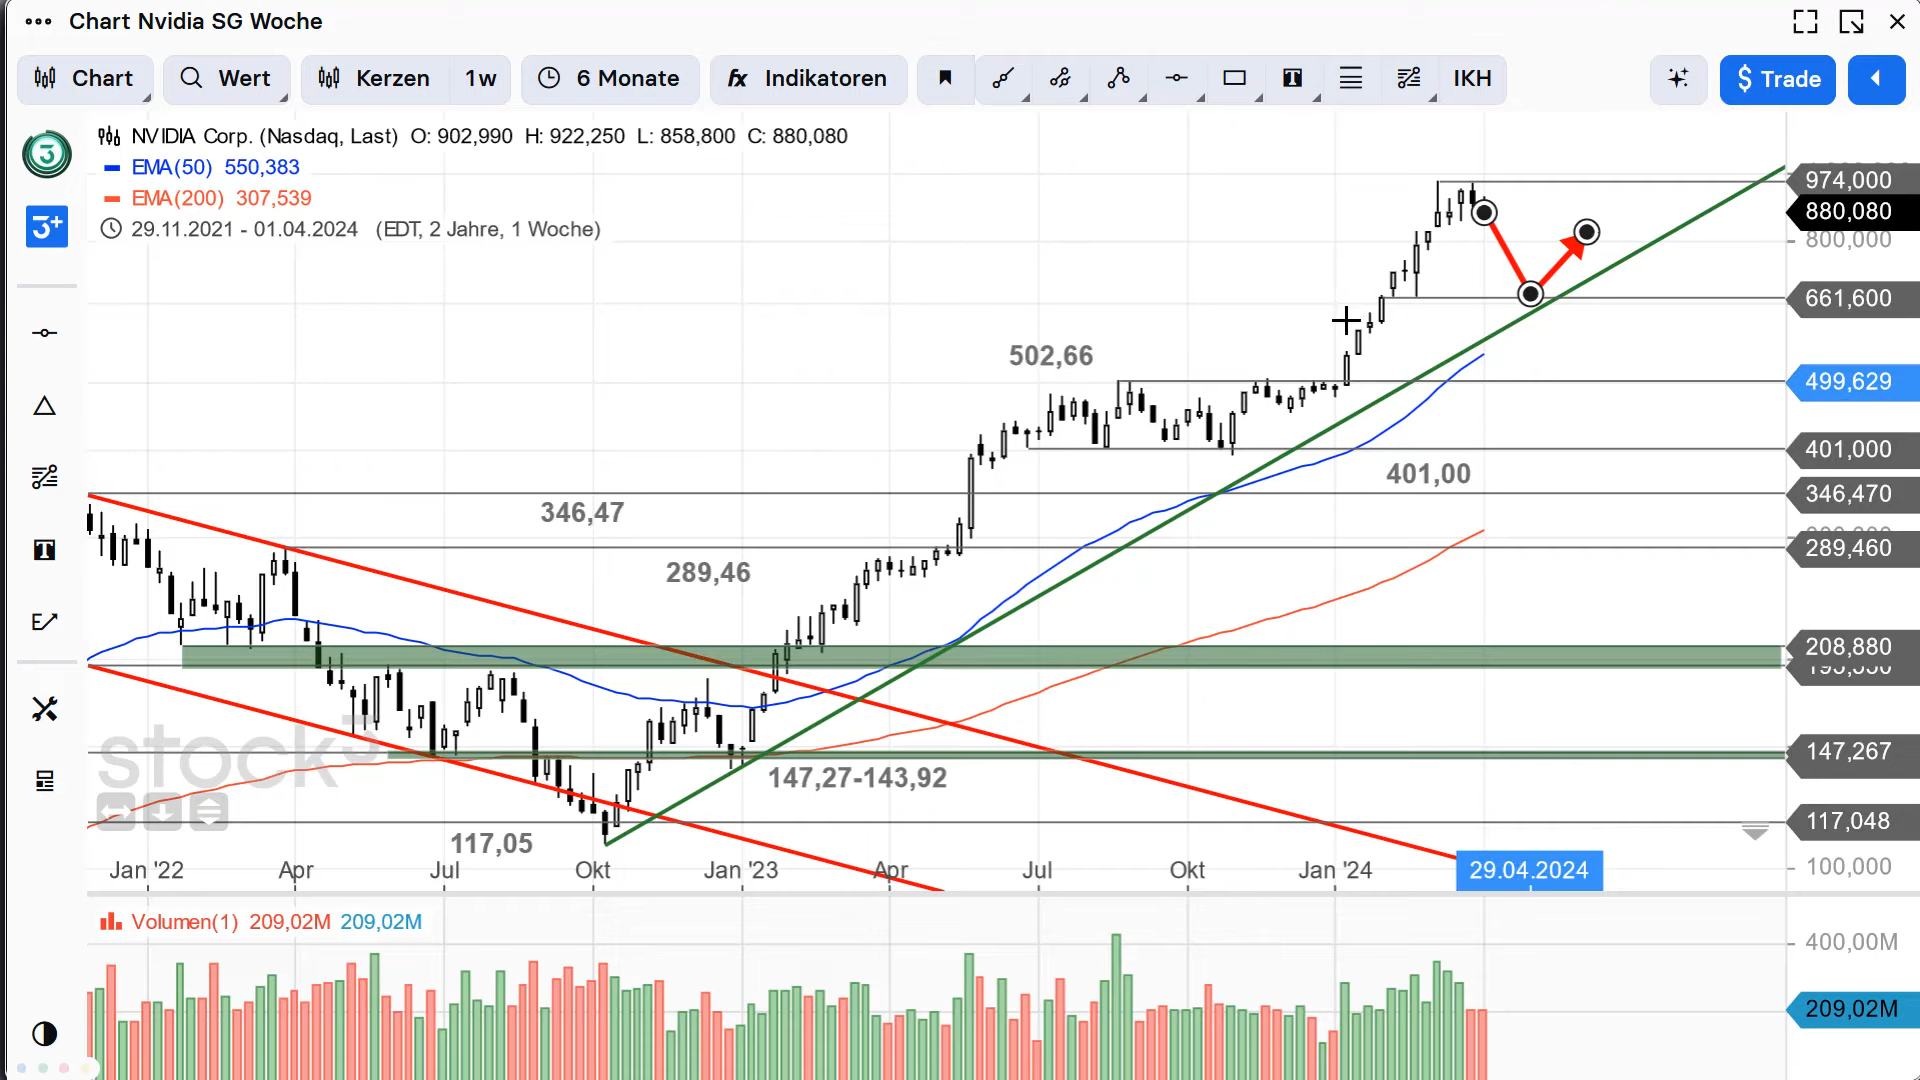 Chart Nvidia SG Woche
Chart
Wert
Kerzen
1w
6 Monate
fx Indikatoren
T
IKH
$ Trade
3
NVIDIA Corp. (Nasdaq, Last) O: 902,990 H: 922,250 L: 858,800 C: 880,080
EMA(50) 550,383
3+
EMA(200) 307,539
29.11.2021 - 01.04.2024 (EDT, 2 Jahre, 1 Woche)
974,000
880,080
800,000
661,600
502,66
499,629
401,000
401,00
346,470
346,47
289,460
289,46
T
208,880
stock3
147,267
147,27-143,92
117,048
117,05
100,000
Jan '22
Apr
Jul
Okt
Jan '23
Apr
Jul
Okt
Jan '24
29.04.2024
Volumen(1) 209,02M 209,02M
400,00M
209,02M